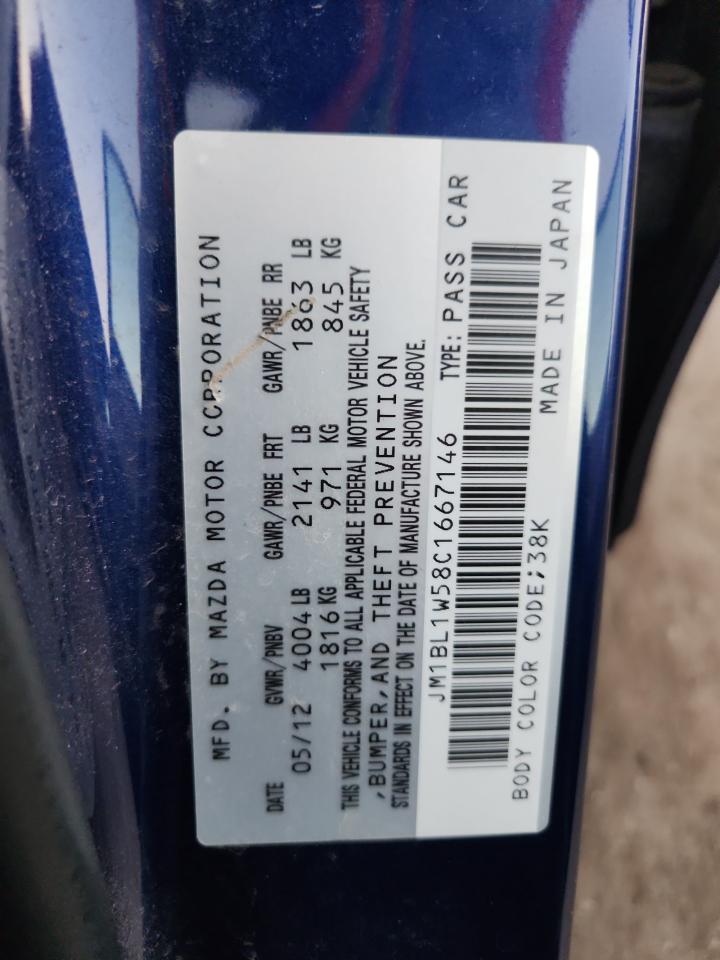 MFD. BY MAZDA MOTOR CORPORATION
DATE GVWR/PNBV GAWR/PNBE FRT GAWR/PNBE RR
05/12 4004 LB 2141 LB 1863 LB
1816 KG 971 KG 845 KG
THIS VEHICLE CONFORMS TO ALL APPLICABLE FEDERAL MOTOR VEHICLE SAFETY
,BUMPER,AND THEFT PREVENTION
STANDARDS IN EFFECT ON THE DATE OF MANUFACTURE SHOWN ABOVE.
JM1BL1W58C1667146 TYPE: PASS CAR
BODY COLOR CODE;38K MADE IN JAPAN